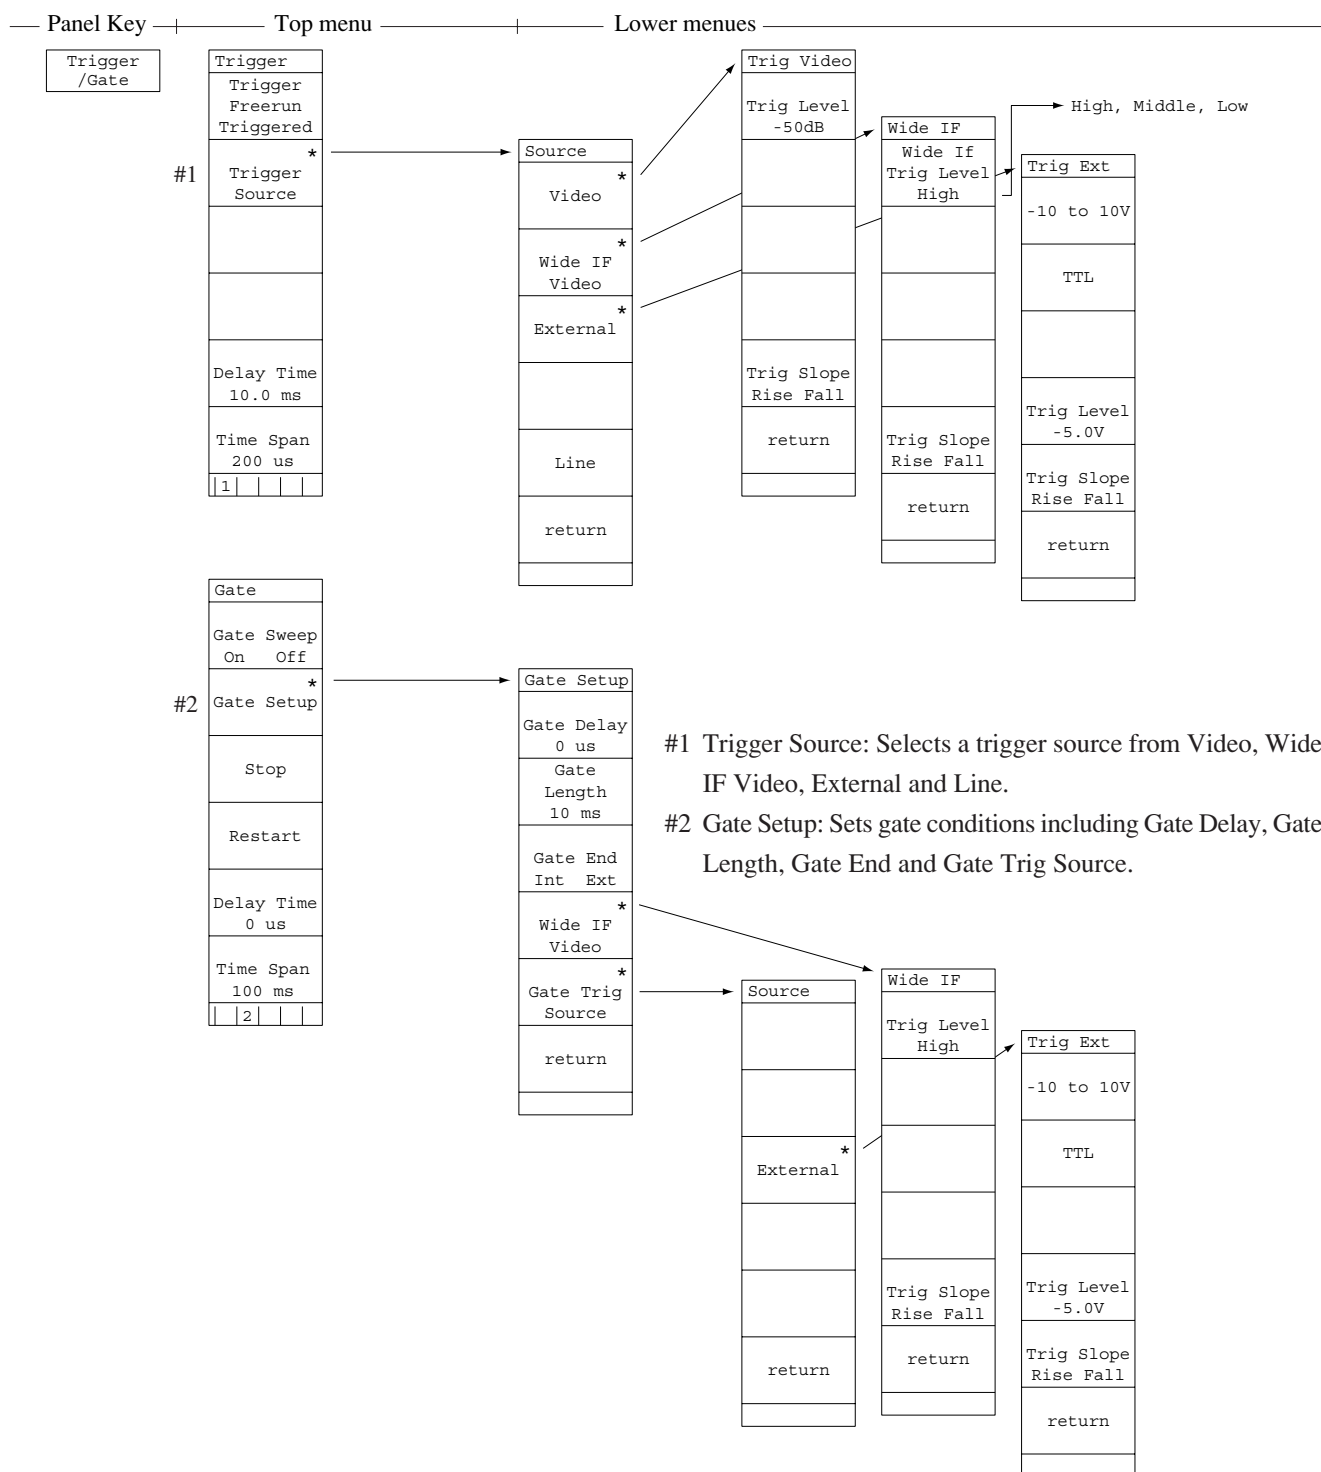 Panel Key
Top menu
Lower menues
Trigger
/Gate
Trigger
Trigger
Freerun
Triggered
*
#1
Trigger
Source
Delay Time
10.0 ms
Time Span
200 us
1
Source
*
Video
*
Wide IF
Video
*
External
Line
return
Trig Video
Trig Level
-50dB
Trig Slope
Rise Fall
return
Wide IF
Wide If
Trig Level
High
Trig Slope
Rise Fall
return
High, Middle, Low
Trig Ext
-10 to 10V
TTL
Trig Level
-5.0V
Trig Slope
Rise Fall
return
Gate
Gate Sweep
On Off
*
#2
Gate Setup
Stop
Restart
Delay Time
0 us
Time Span
100 ms
2
Gate Setup
Gate Delay
0 us
Gate
Length
10 ms
Gate End
Int Ext
*
Wide IF
Video
*
Gate Trig
Source
return
#1 Trigger Source: Selects a trigger source from Video, Wide
IF Video, External and Line.
#2 Gate Setup: Sets gate conditions including Gate Delay, Gate
Length, Gate End and Gate Trig Source.
Source
*
External
return
Wide IF
Trig Level
High
Trig Slope
Rise Fall
return
Trig Ext
-10 to 10V
TTL
Trig Level
-5.0V
Trig Slope
Rise Fall
return